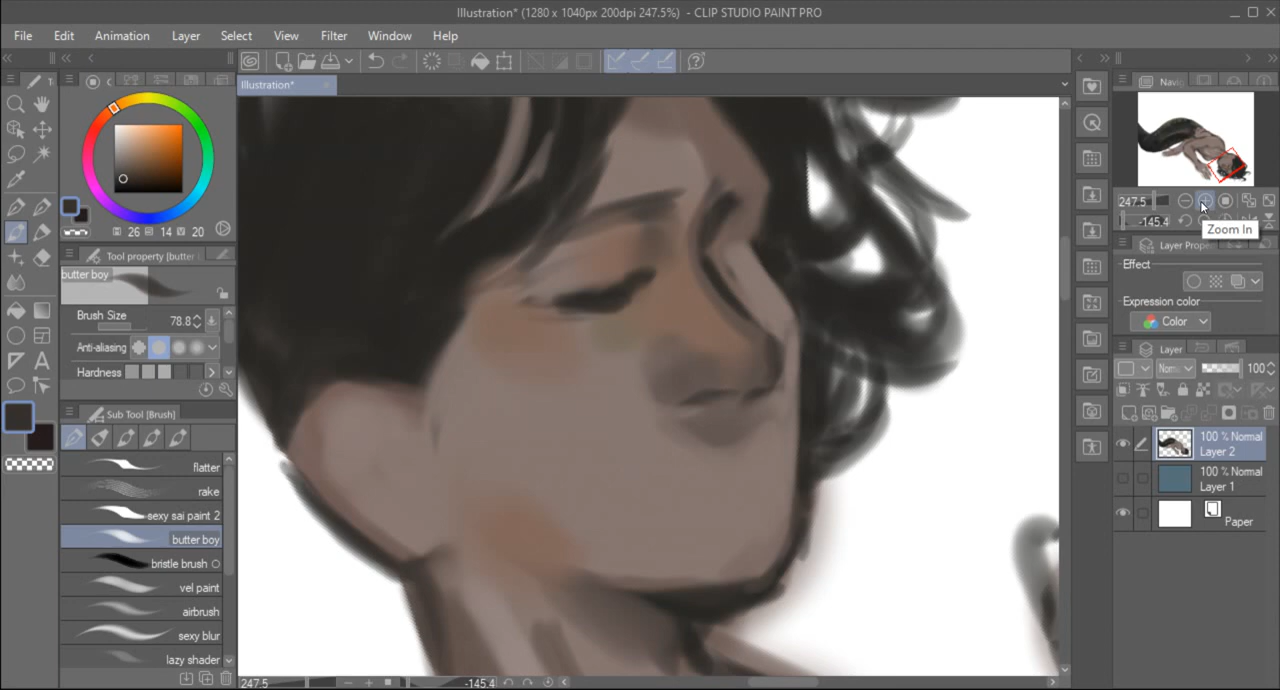 Illustration* (1280 x 1040px 200dpi 247.5%) - CLIP STUDIO PAINT PRO
File Edit Animation Layer Select View Filter Window Help
Illustration*
Navi
247.5
-145.4
Zoom In
26 14 20
Tool property [butter
butter boy
Brush Size 78.8
Anti-aliasing
Hardness
Sub Tool [Brush]
flatter
rake
sexy sai paint 2
butter boy
bristle brush
vel paint
airbrush
sexy blur
lazy shader
Layer Prope
Effect
Expression color
Color
Layer
Norm 100
100 % Normal
Layer 2
100 % Normal
Layer 1
Paper
247.5 -145.4